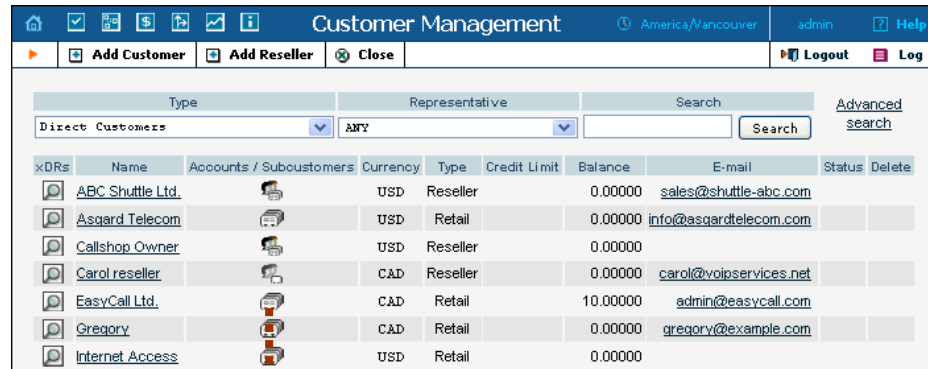 Customer Management America/Vancouver admin ? Help
Add Customer Add Reseller Close Logout Log
Type Representative Search Advanced search
Direct Customers ANY Search
xDRs Name Accounts / Subcustomers Currency Type Credit Limit Balance E-mail Status Delete
ABC Shuttle Ltd. USD Reseller 0.00000 sales@shuttle-abc.com
Asgard Telecom USD Retail 0.00000 info@asgardtelecom.com
Callshop Owner USD Reseller 0.00000
Carol reseller CAD Reseller 0.00000 carol@voipservices.net
EasyCall Ltd. CAD Retail 10.00000 admin@easycall.com
Gregory CAD Retail 0.00000 gregory@example.com
Internet Access USD Retail 0.00000